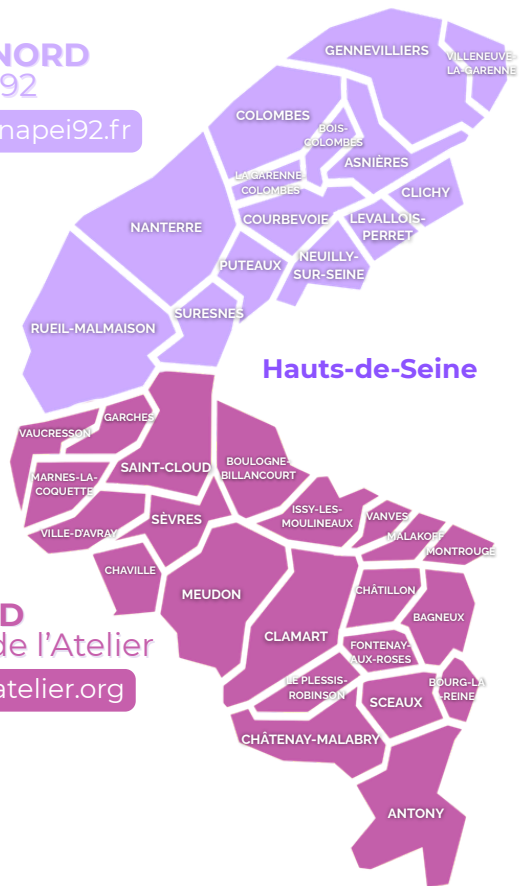 NORD
92
napei92.fr
GENNEVILLIERS
VILLENEUVE-
LA-GARENNE
COLOMBES
BOIS-
COLOMBES
ASNIÈRES
LA GARENNE-
COLOMBES
CLICHY
NANTERRE
COURBEVOIE
LEVALLOIS-
PERRET
PUTEAUX
NEUILLY-
SUR-SEINE
SURESNES
RUEIL-MALMAISON
Hauts-de-Seine
GARCHES
VAUCRESSON
SAINT-CLOUD
BOULOGNE-
BILLANCOURT
MARNES-LA-
COQUETTE
ISSY-LES-
MOULINEAUX
VANVES
SÈVRES
VILLE-D'AVRAY
MALAKOFF
MONTROUGE
CHAVILLE
CHÂTILLON
MEUDON
BAGNEUX
D
de l'Atelier
atelier.org
CLAMART
FONTENAY-
AUX-ROSES
LE PLESSIS-
ROBINSON
BOURG-LA
-REINE
SCEAUX
CHÂTENAY-MALABRY
ANTONY